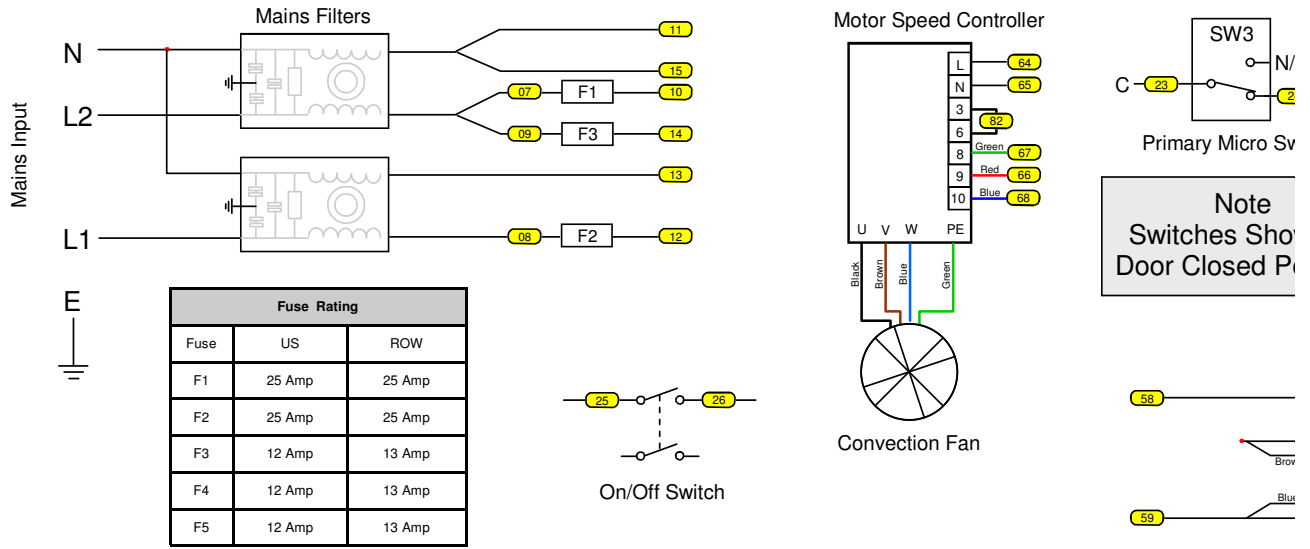 Mains Filters
Mains Input
N
L2
L1
E
11
15
07
F1
10
09
F3
14
13
08
F2
12
Fuse Rating
Fuse US ROW
F1 25 Amp 25 Amp
F2 25 Amp 25 Amp
F3 12 Amp 13 Amp
F4 12 Amp 13 Amp
F5 12 Amp 13 Amp
25
26
On/Off Switch
Motor Speed Controller
L 64
N 65
3
82
6
8 Green 67
9 Red 66
10 Blue 68
U V W PE
Black
Brown
Blue
Green
Convection Fan
SW3
N/
C 23
2
Primary Micro Sw
Note
Switches Sho
Door Closed P
58
Brow
Blue
59